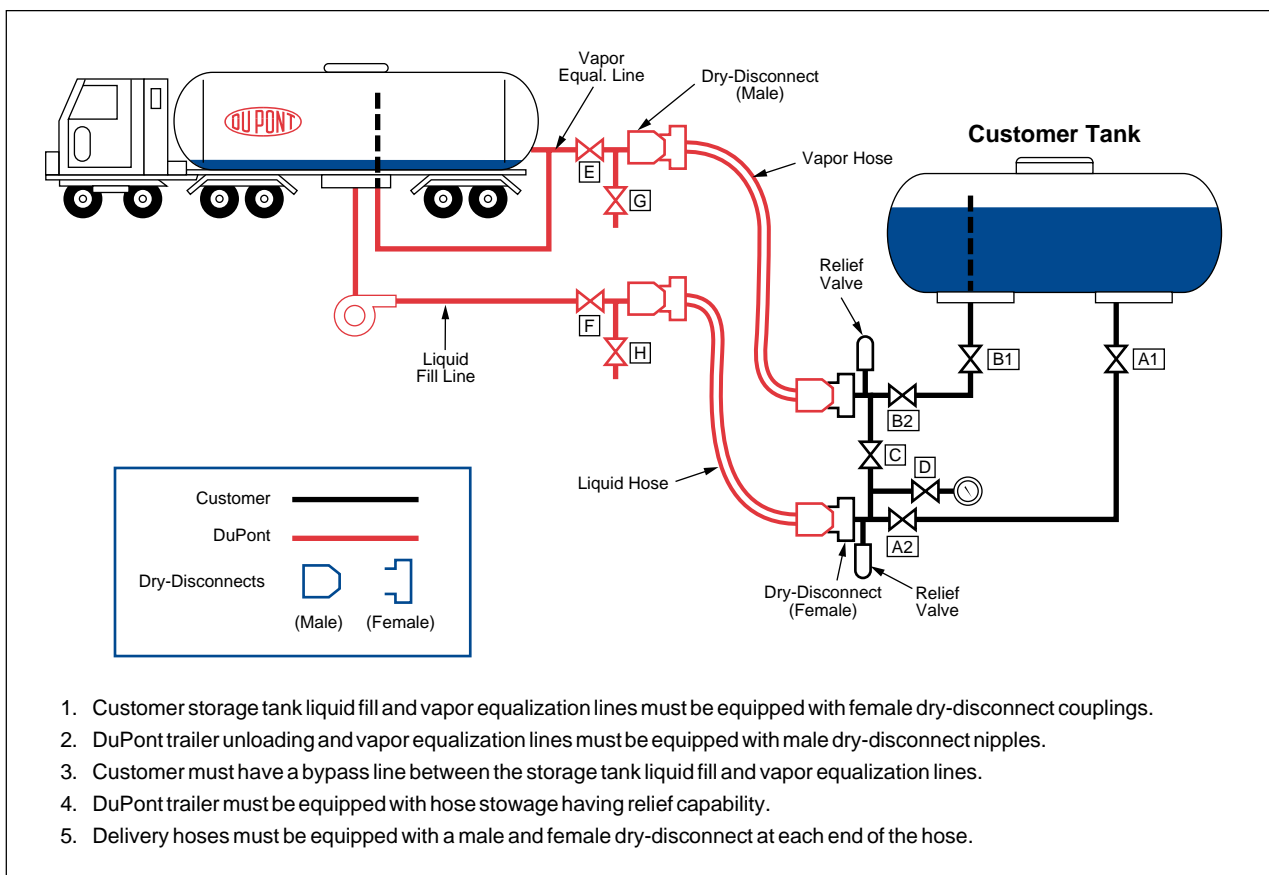 Vapor
Equal. Line
Dry-Disconnect
(Male)
DU PONT
Customer Tank
Vapor Hose
E
G
Relief
Valve
F
H
Liquid
Fill Line
B1
A1
B2
C
D
Liquid Hose
A2
Customer
DuPont
Dry-Disconnects
(Male) (Female)
Dry-Disconnect
(Female)
Relief
Valve
1. Customer storage tank liquid fill and vapor equalization lines must be equipped with female dry-disconnect couplings.
2. DuPont trailer unloading and vapor equalization lines must be equipped with male dry-disconnect nipples.
3. Customer must have a bypass line between the storage tank liquid fill and vapor equalization lines.
4. DuPont trailer must be equipped with hose stowage having relief capability.
5. Delivery hoses must be equipped with a male and female dry-disconnect at each end of the hose.